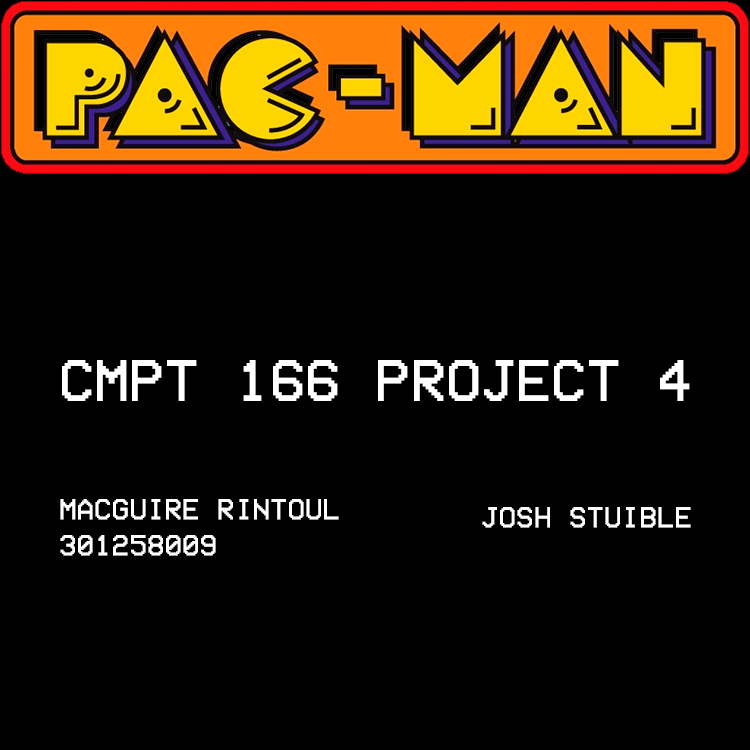 PAC-MAN
CMPT 166 PROJECT 4
MACGUIRE RINTOUL
301258009
JOSH STUIBLE